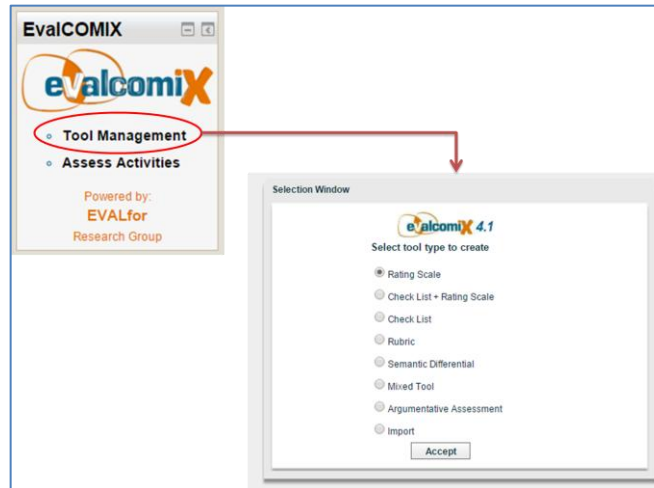 EvalCOMIX
evalcomiX
Tool Management
Assess Activities
Powered by:
EVALfor
Research Group
Selection Window
evalcomiX 4.1
Select tool type to create
Rating Scale
Check List + Rating Scale
Check List
Rubric
Semantic Differential
Mixed Tool
Argumentative Assessment
Import
Accept